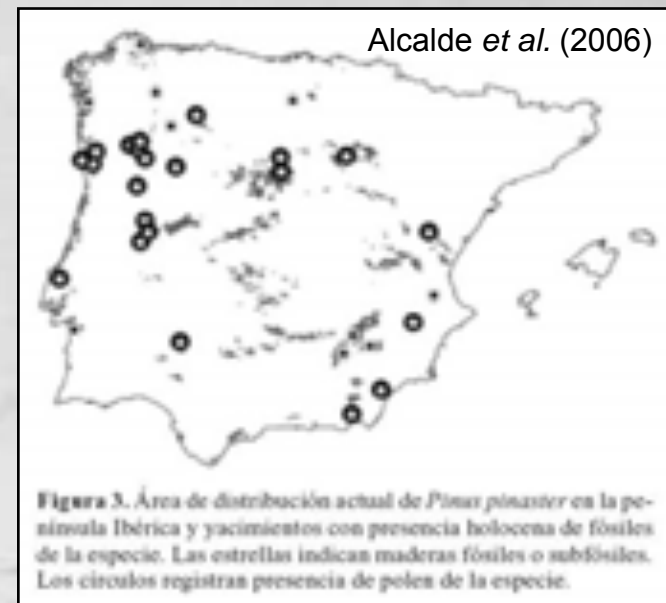 Alcalde et al. (2006)
Figura 3. Área de distribución actual de Pinus pinaster en la pe-
nínsula Ibérica y yacimientos con presencia holocena de fósiles
de la especie. Las estrellas indican maderas fósiles o subfósiles.
Los círculos registran presencia de polen de la especie.